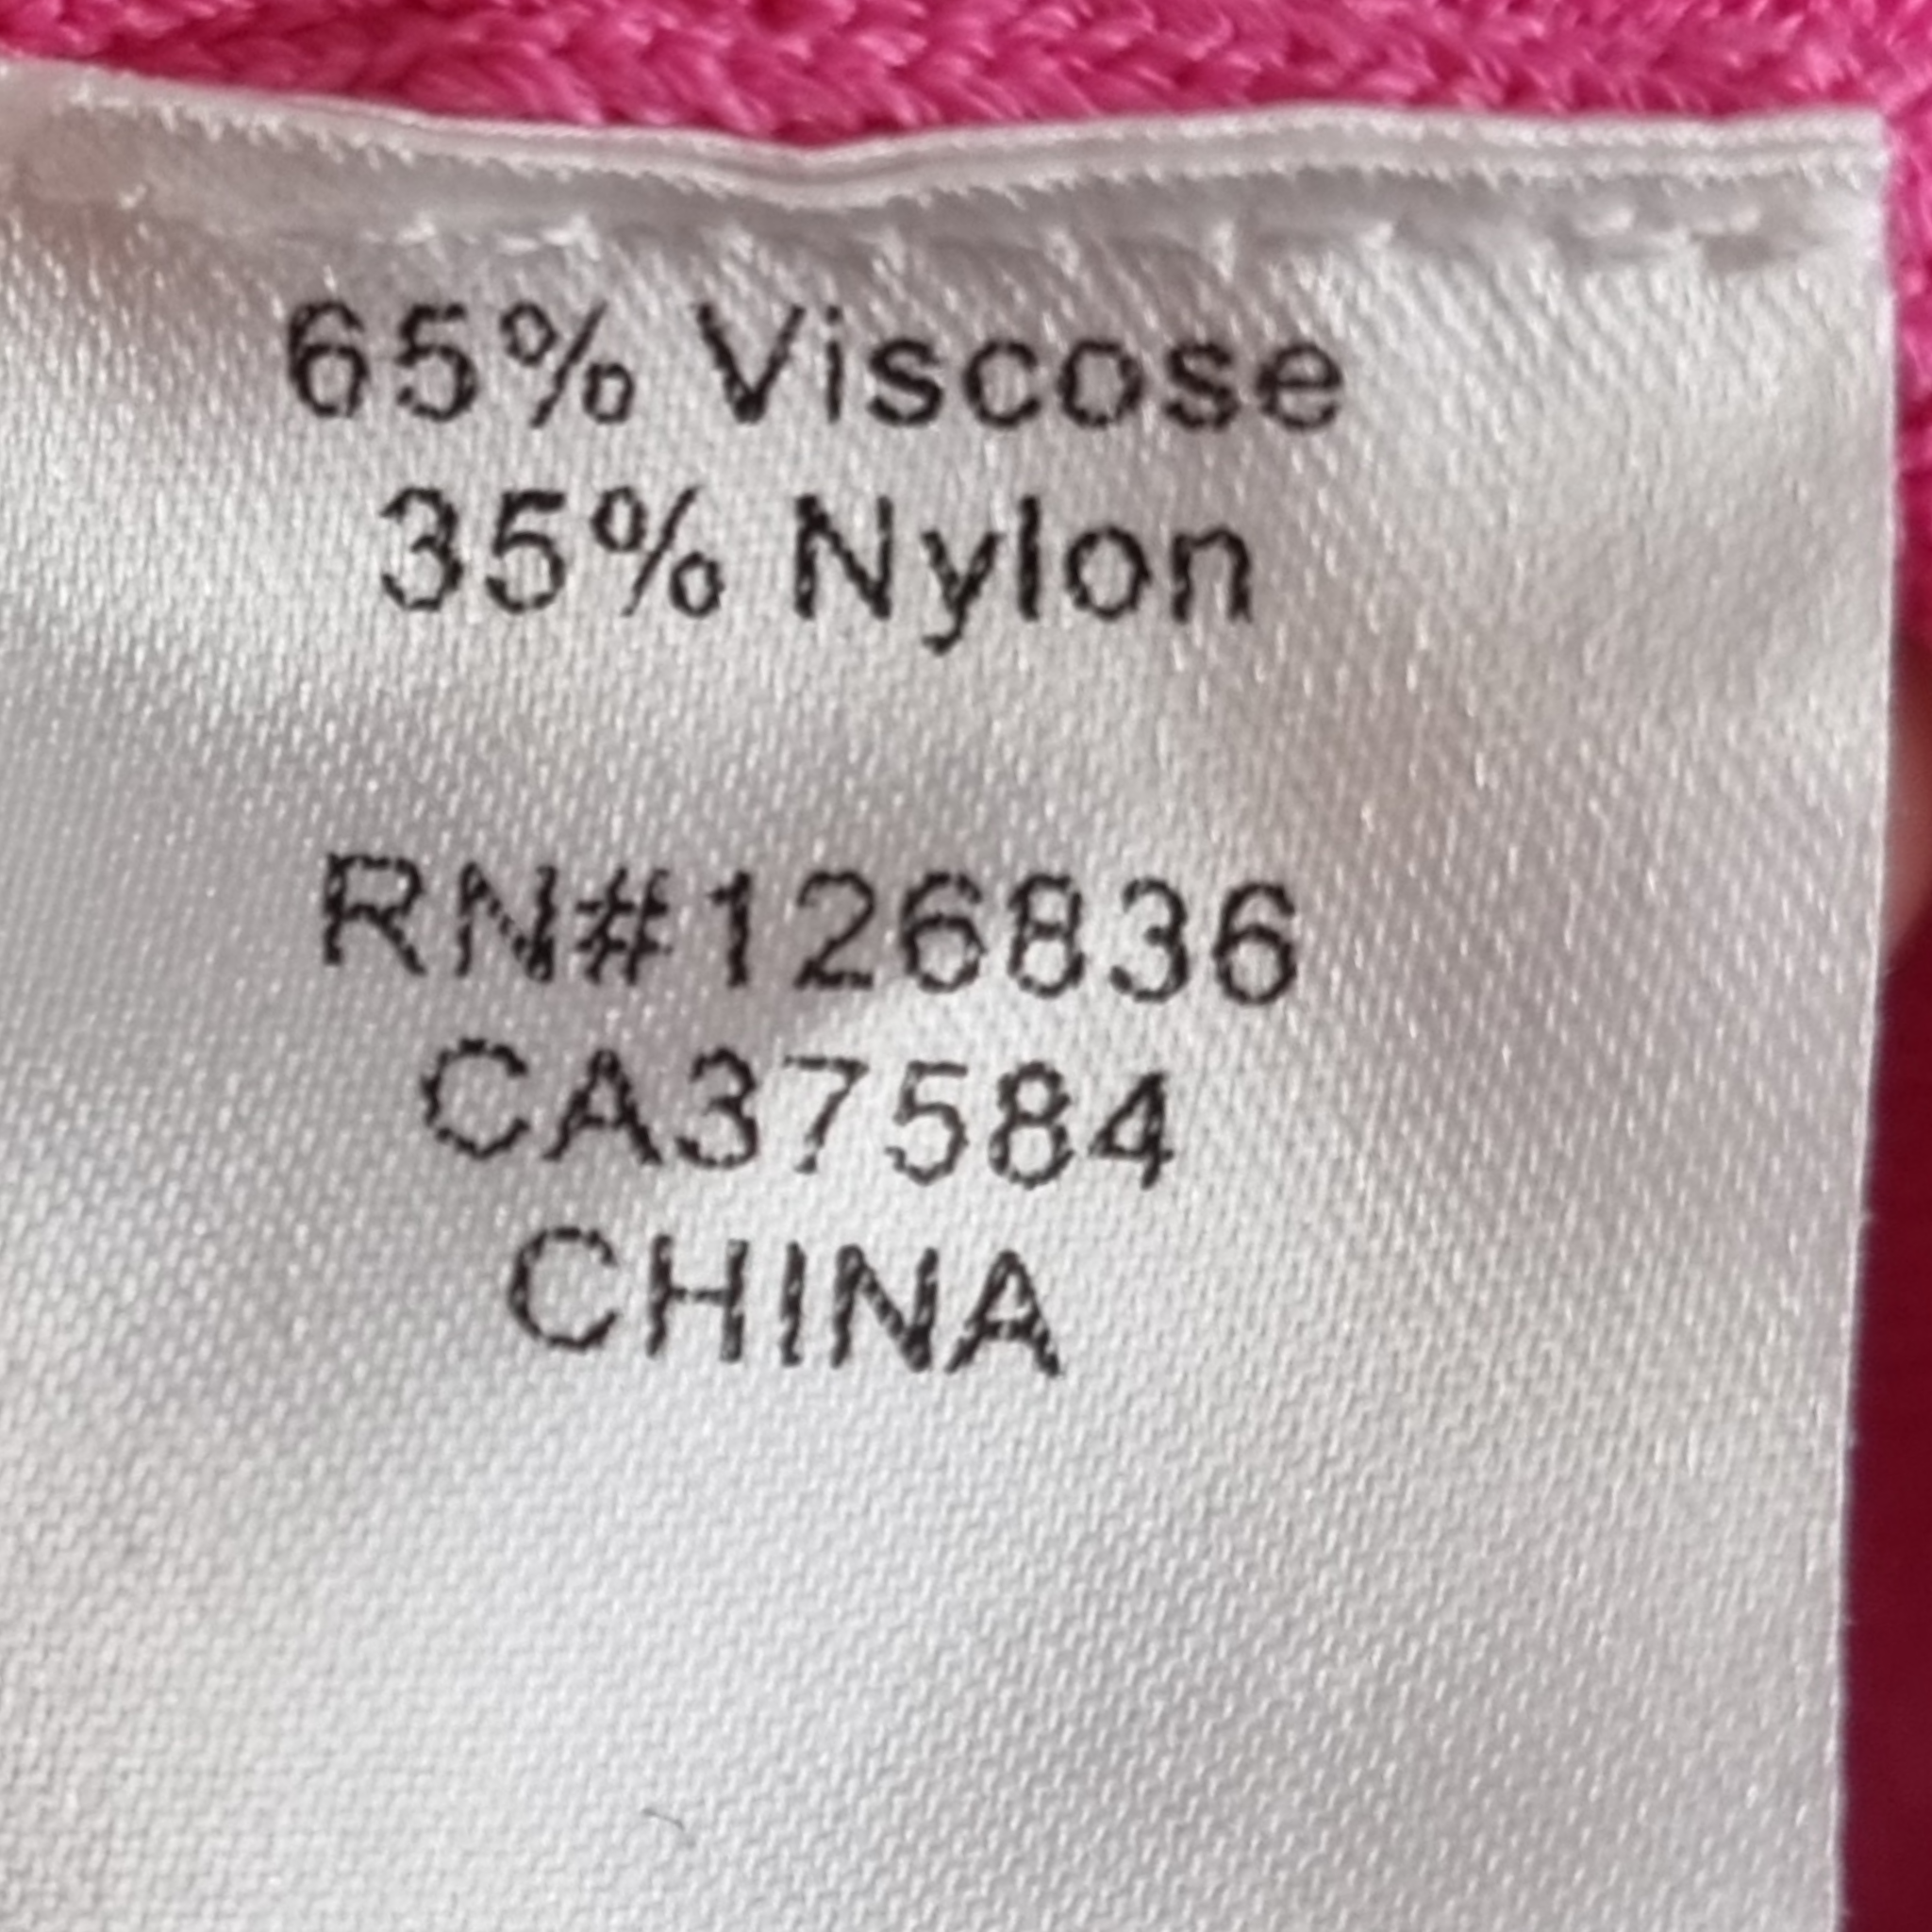 65% Viscose
35% Nylon
RN#126836
CA37584
CHINA